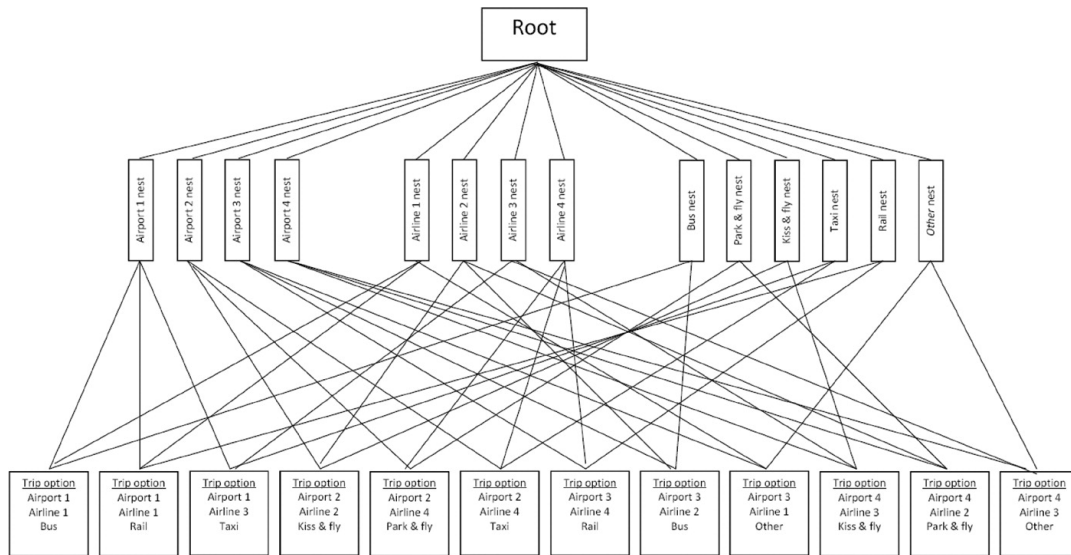 Root
Airport 1 nest
Airport 2 nest
Airport 3 nest
Airport 4 nest
Airline 1 nest
Airline 2 nest
Airline 3 nest
Airline 4 nest
Bus nest
Park & fly nest
Kiss & fly nest
Taxi nest
Rail nest
Other nest
Trip option
Airport 1
Airline 1
Bus
Trip option
Airport 1
Airline 1
Rail
Trip option
Airport 1
Airline 3
Taxi
Trip option
Airport 2
Airline 2
Kiss & fly
Trip option
Airport 2
Airline 4
Park & fly
Trip option
Airport 2
Airline 4
Taxi
Trip option
Airport 3
Airline 4
Rail
Trip option
Airport 3
Airline 2
Bus
Trip option
Airport 3
Airline 1
Other
Trip option
Airport 4
Airline 3
Kiss & fly
Trip option
Airport 4
Airline 2
Park & fly
Trip option
Airport 4
Airline 3
Other